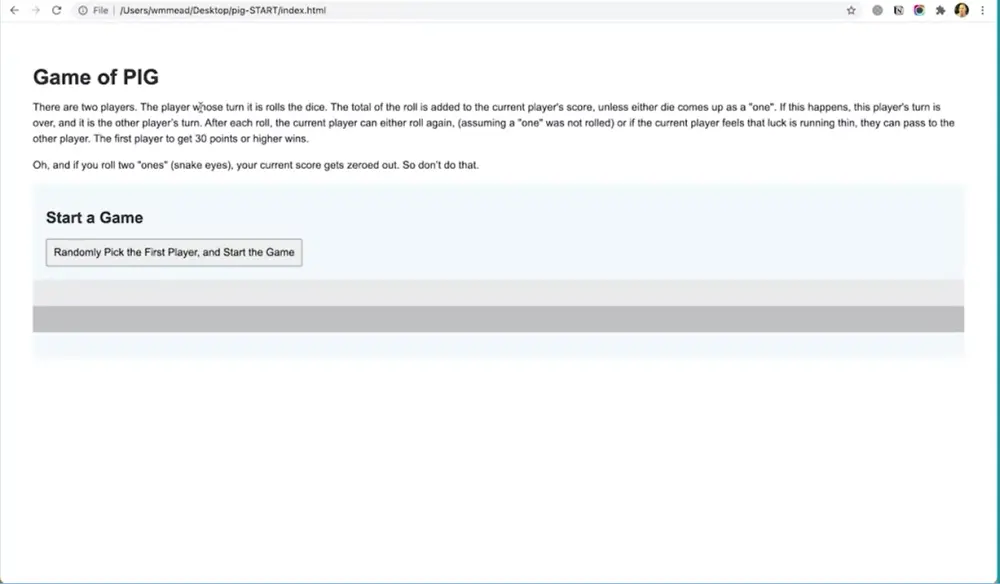 File | /Users/wmmead/Desktop/pig-START/index.html
Game of PIG
There are two players. The player whose turn it is rolls the dice. The total of the roll is added to the current player's score, unless either die comes up as a "one". If this happens, this player's turn is
over, and it is the other player's turn. After each roll, the current player can either roll again, (assuming a "one" was not rolled) or if the current player feels that luck is running thin, they can pass to the
other player. The first player to get 30 points or higher wins.
Oh, and if you roll two "ones" (snake eyes), your current score gets zeroed out. So don't do that.
Start a Game
Randomly Pick the First Player, and Start the Game